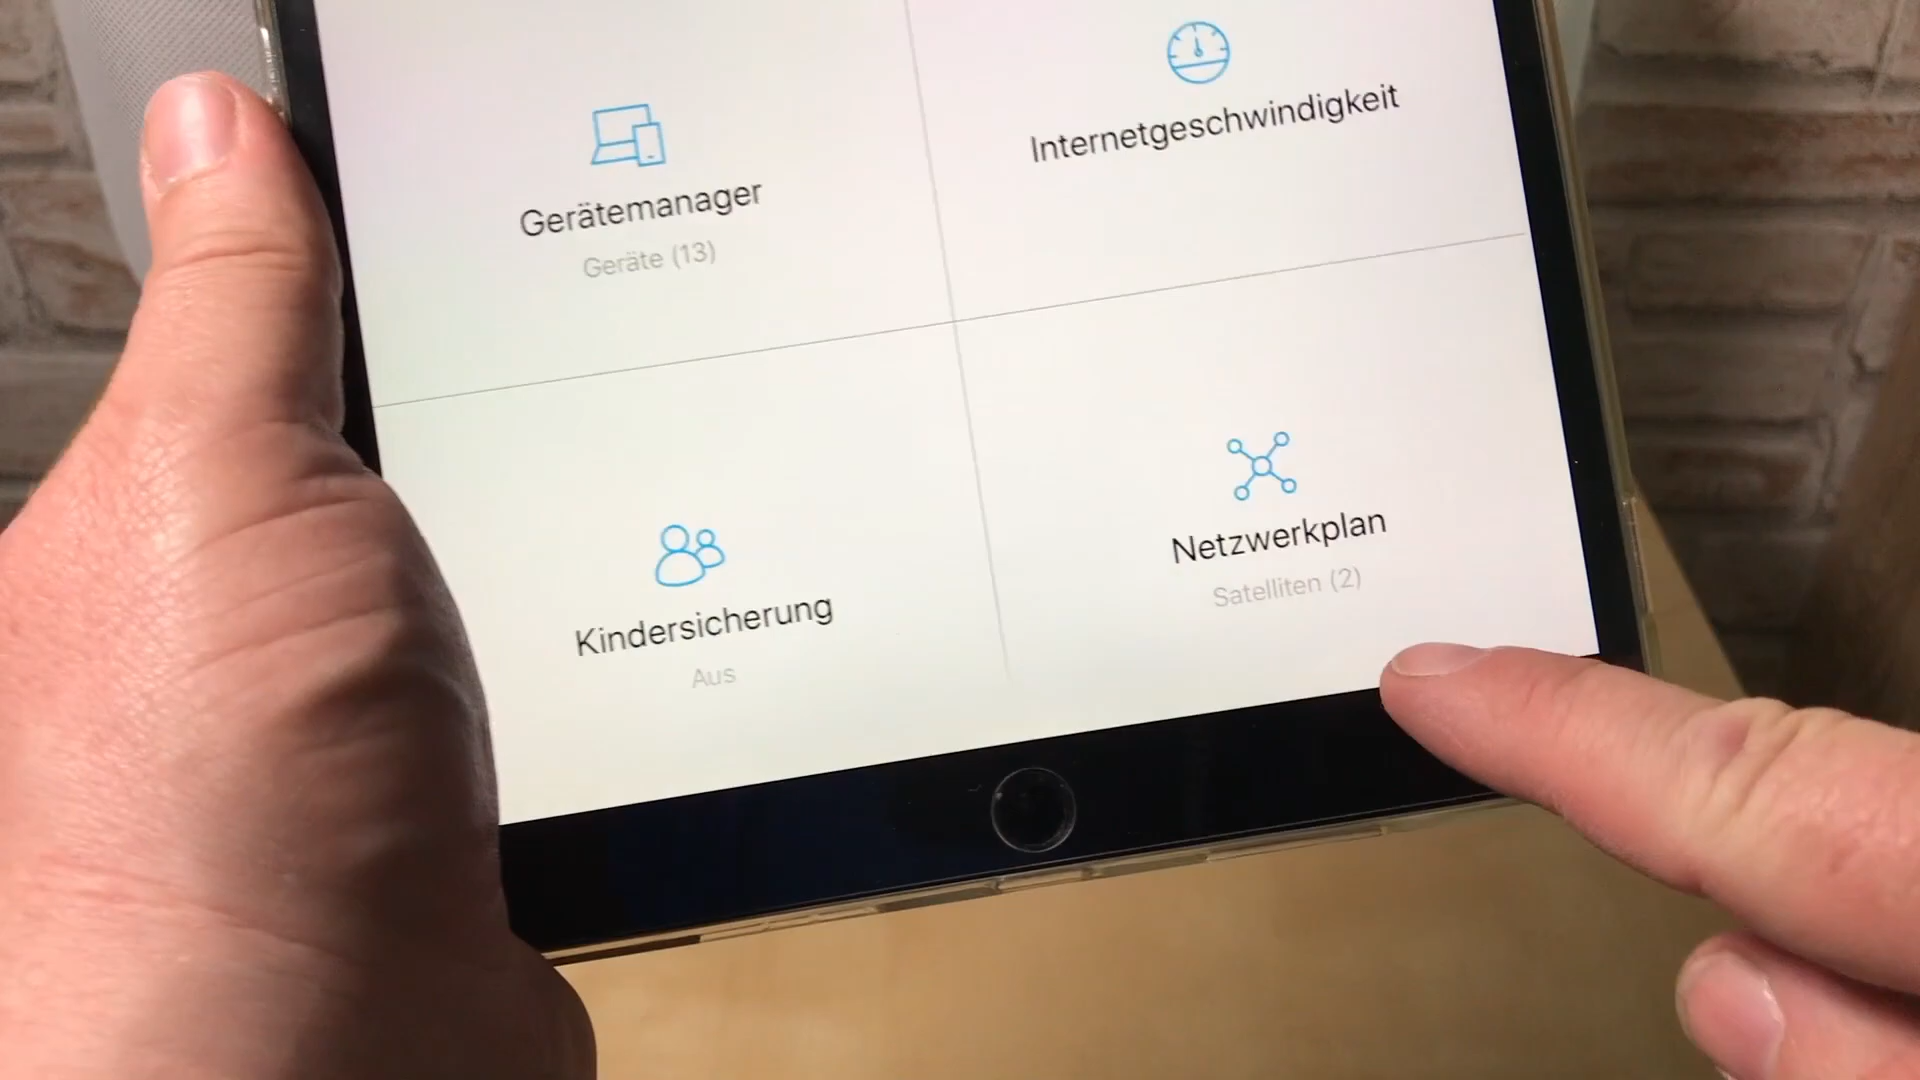 Internetgeschwindigkeit
Gerätemanager
Geräte (13)
Netzwerkplan
Satelliten (2)
Kindersicherung
Aus